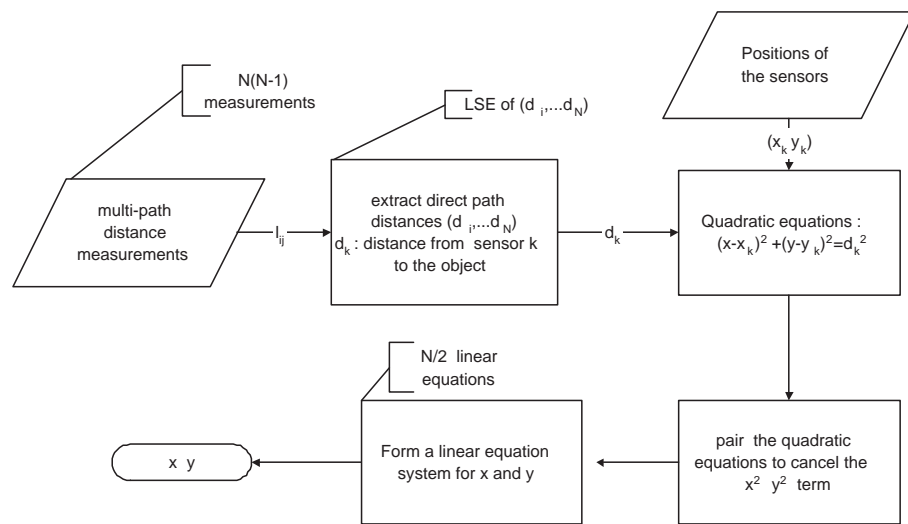 N(N-1)
measurements
LSE of (d i,...d N)
Positions of
the sensors
(x k y k)
multi-path
distance
measurements
l ij
extract direct path
distances (d i,...d N)
d k : distance from sensor k
to the object
d k
Quadratic equations :
(x-x k)² +(y-y k)²=d k²
N/2 linear
equations
x y
Form a linear equation
system for x and y
pair the quadratic
equations to cancel the
x² y² term